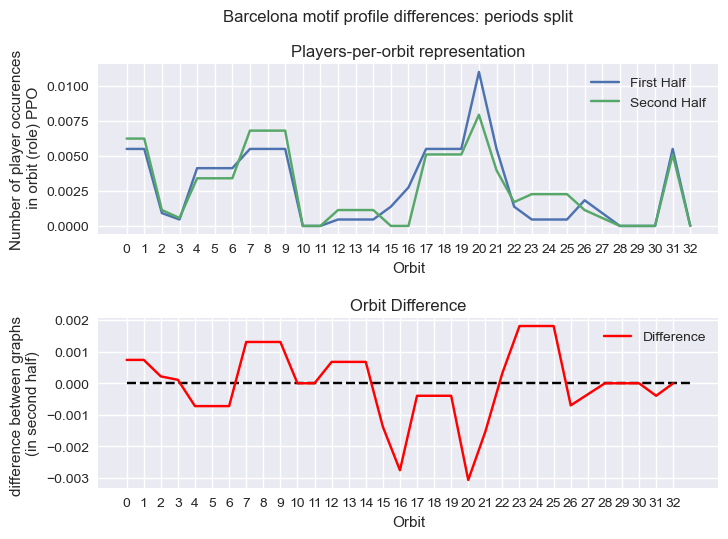 Barcelona motif profile differences: periods split
Players-per-orbit representation
Number of player occurences
in orbit (role) PPO
0.0100
0.0075
0.0050
0.0025
0.0000
First Half
Second Half
0 1 2 3 4 5 6 7 8 9 10 11 12 13 14 15 16 17 18 19 20 21 22 23 24 25 26 27 28 29 30 31 32
Orbit
Orbit Difference
difference between graphs
(in second half)
0.002
0.001
0.000
−0.001
−0.002
−0.003
Difference
0 1 2 3 4 5 6 7 8 9 10 11 12 13 14 15 16 17 18 19 20 21 22 23 24 25 26 27 28 29 30 31 32
Orbit